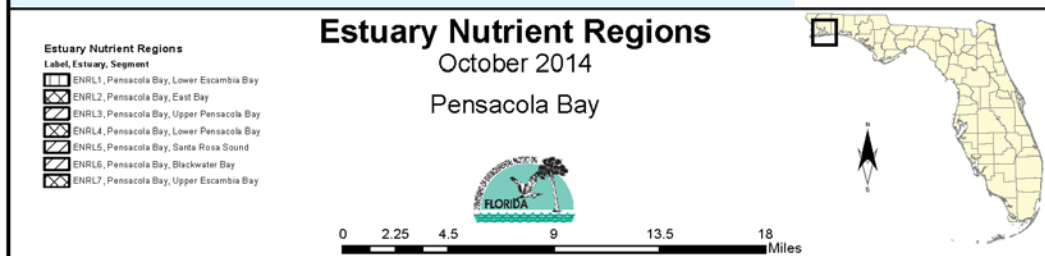 Estuary Nutrient Regions
Label, Estuary, Segment
ENRL1, Pensacola Bay, Lower Escambia Bay
ENRL2, Pensacola Bay, East Bay
ENRL3, Pensacola Bay, Upper Pensacola Bay
ENRL4, Pensacola Bay, Lower Pensacola Bay
ENRL5, Pensacola Bay, Santa Rosa Sound
ENRL6, Pensacola Bay, Blackwater Bay
ENRL7, Pensacola Bay, Upper Escambia Bay
Estuary Nutrient Regions
October 2014
Pensacola Bay
FLORIDA
0 2.25 4.5 9 13.5 18
Miles
N
S